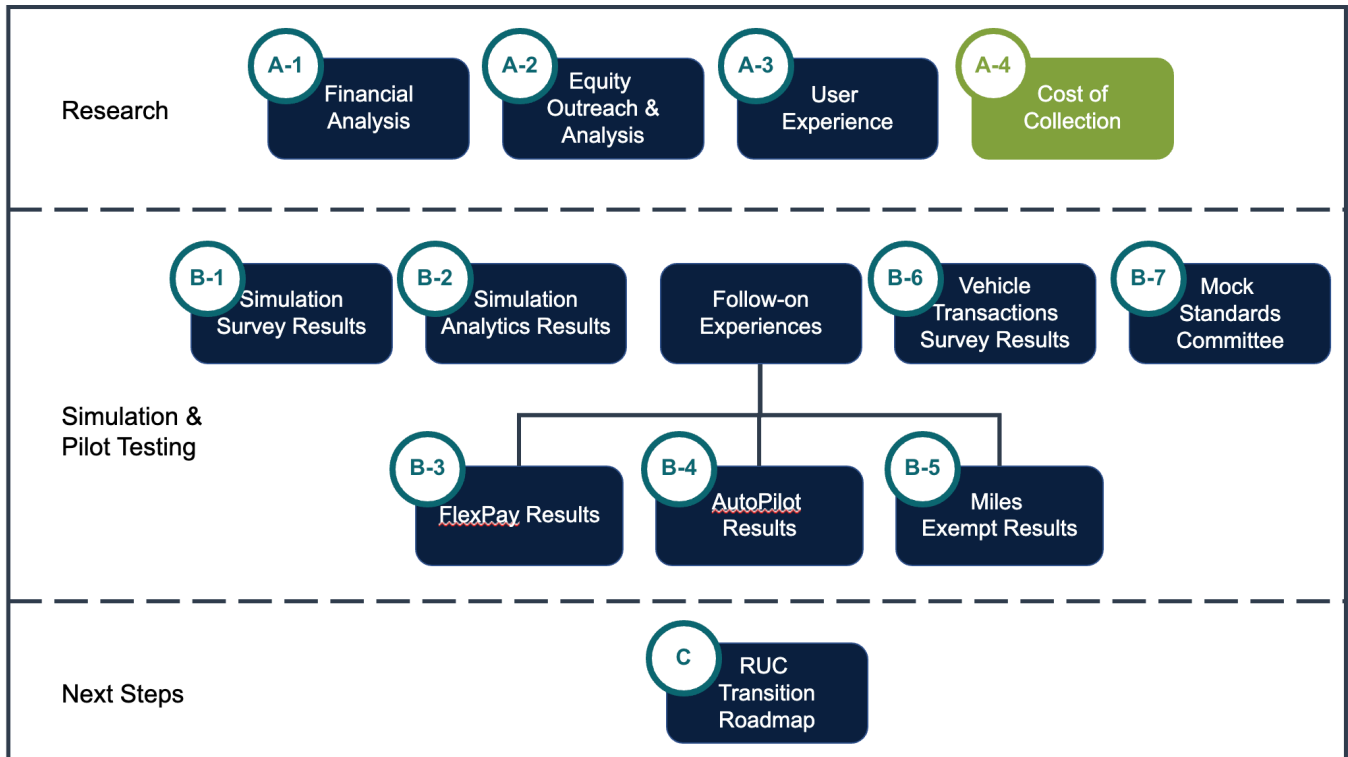 Research
A-1
Financial
Analysis
A-2
Equity
Outreach &
Analysis
A-3
User
Experience
A-4
Cost of
Collection
Simulation &
Pilot Testing
B-1
Simulation
Survey Results
B-2
Simulation
Analytics Results
Follow-on
Experiences
B-6
Vehicle
Transactions
Survey Results
B-7
Mock
Standards
Committee
B-3
FlexPay Results
B-4
AutoPilot
Results
B-5
Miles
Exempt Results
Next Steps
C
RUC
Transition
Roadmap